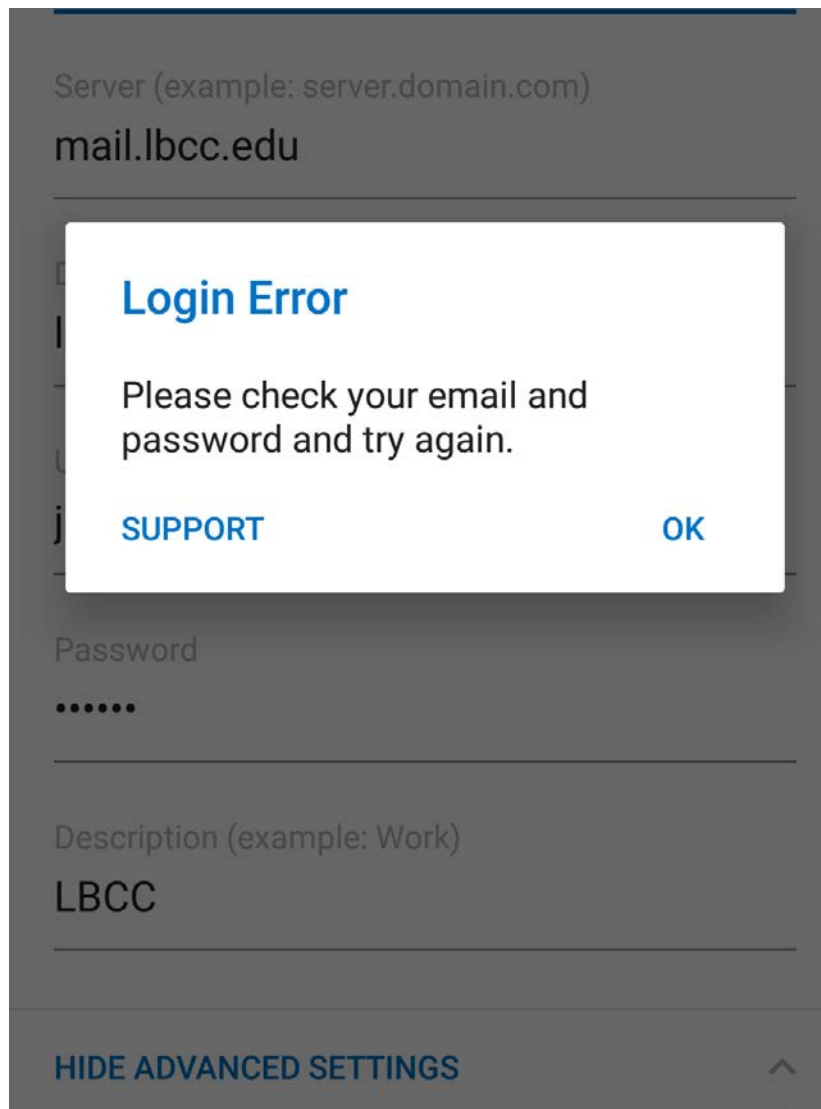 Server (example: server.domain.com)
mail.lbcc.edu
Login Error
Please check your email and
password and try again.
SUPPORT
OK
Password
••••••
Description (example: Work)
LBCC
HIDE ADVANCED SETTINGS